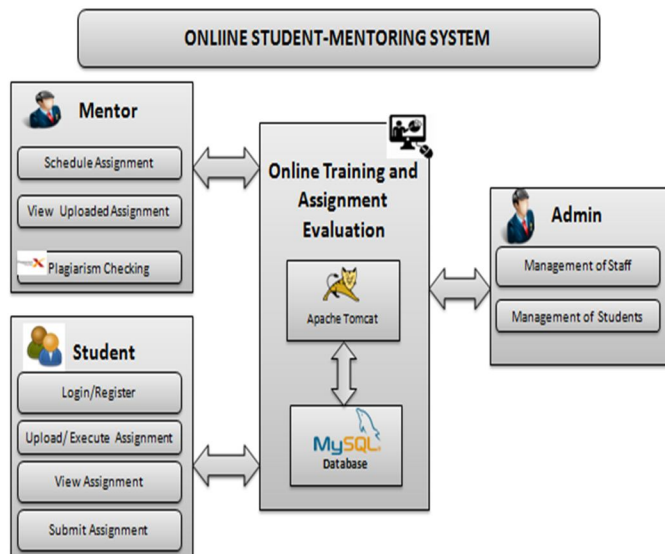 ONLIINE STUDENT-MENTORING SYSTEM
Mentor
Schedule Assignment
View Uploaded Assignment
Plagiarism Checking
Student
Login/Register
Upload/Execute Assignment
View Assignment
Submit Assignment
Online Training and
Assignment
Evaluation
Apache Tomcat
MySQL
Database
Admin
Management of Staff
Management of Students